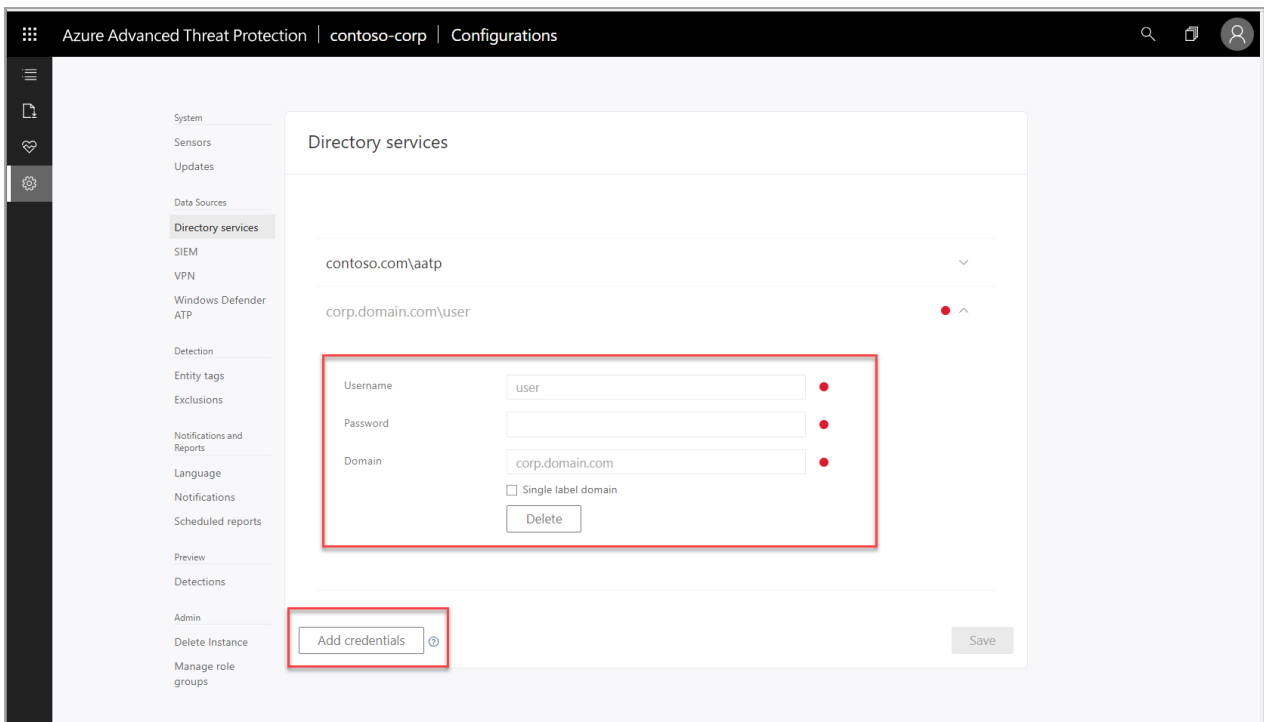 Azure Advanced Threat Protection | contoso-corp | Configurations
System
Sensors
Updates
Data Sources
Directory services
SIEM
VPN
Windows Defender
ATP
Detection
Entity tags
Exclusions
Notifications and
Reports
Language
Notifications
Scheduled reports
Preview
Detections
Admin
Delete Instance
Manage role
groups
Directory services
contoso.com\aatp
corp.domain.com\user
Username
user
Password
Domain
corp.domain.com
Single label domain
Delete
Add credentials
?
Save